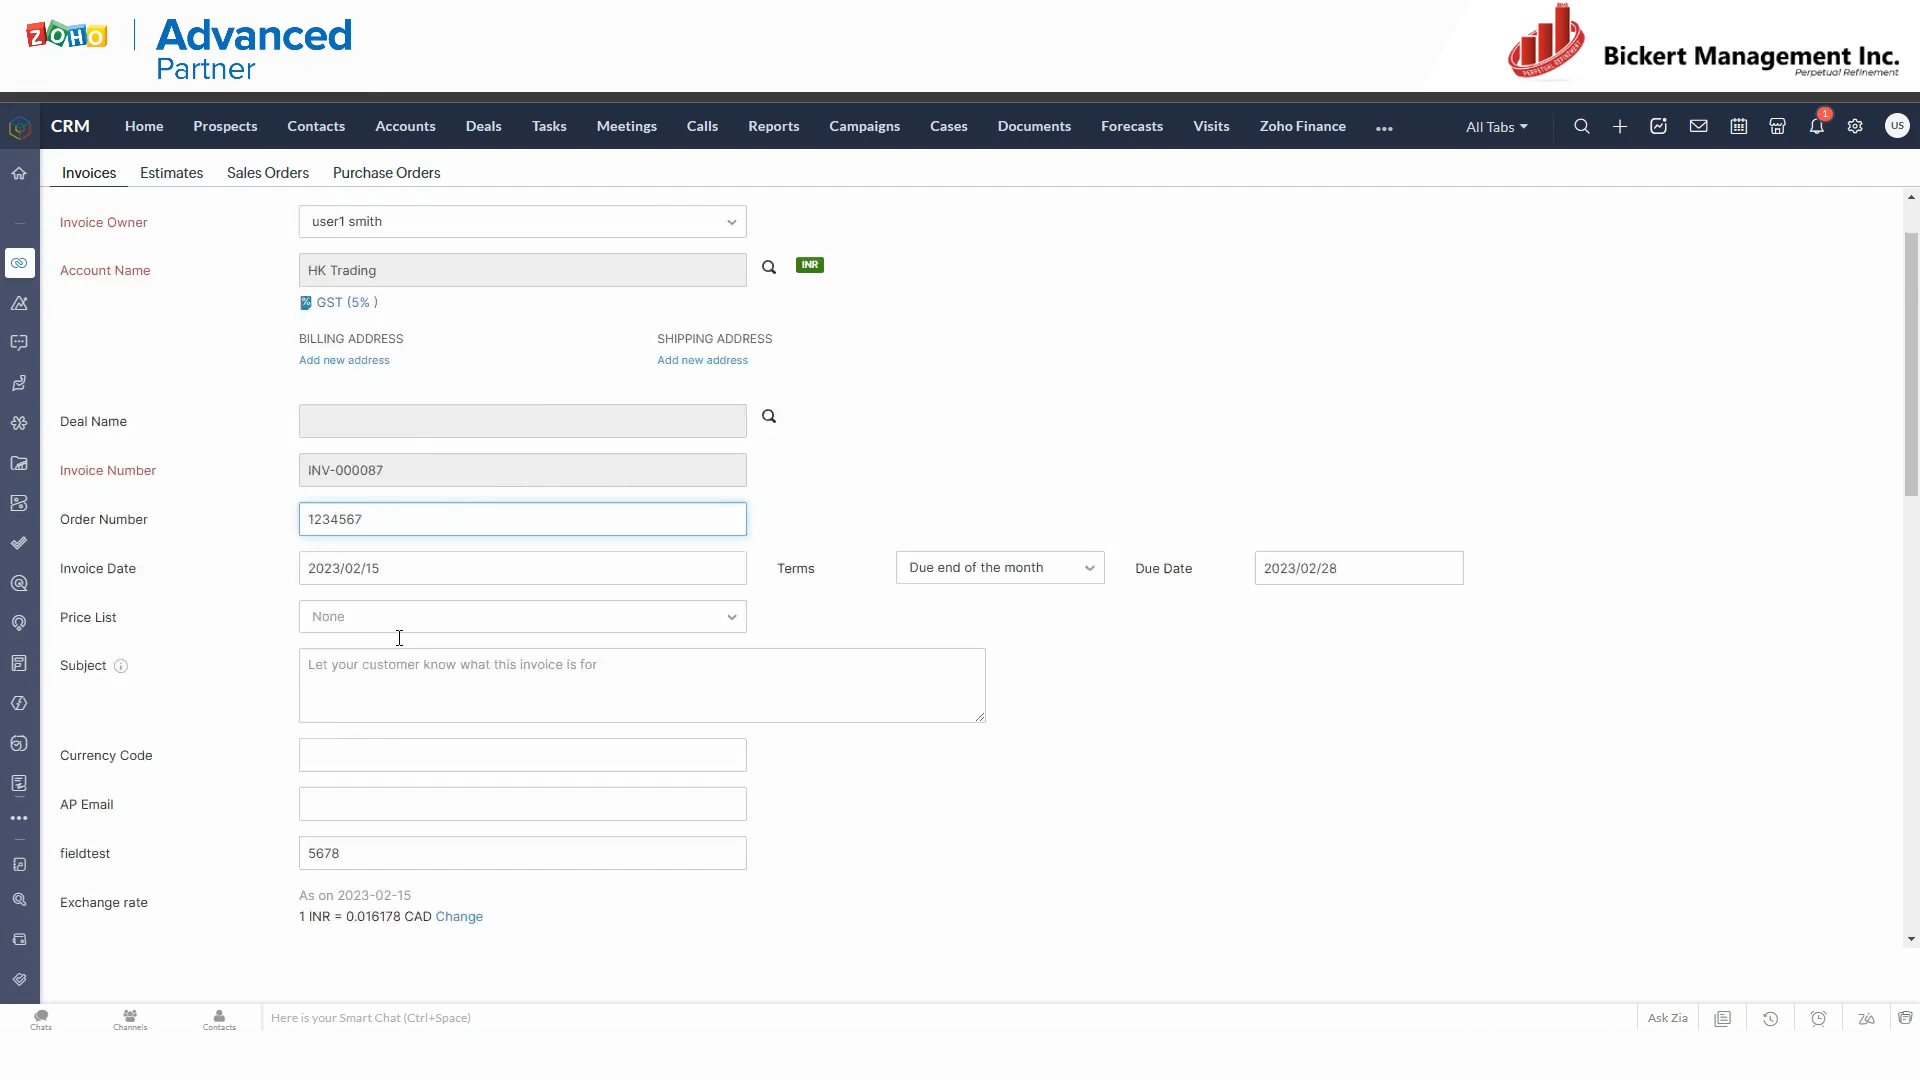 ZOHO Advanced Partner
Bickert Management Inc.
Perpetual Refinement
PERPETUAL REFINEMENT
CRM Home Prospects Contacts Accounts Deals Tasks Meetings Calls Reports Campaigns Cases Documents Forecasts Visits Zoho Finance ••• All Tabs 1 US
Invoices Estimates Sales Orders Purchase Orders
Invoice Owner user1 smith
Account Name HK Trading INR
GST (5% )
BILLING ADDRESS SHIPPING ADDRESS
Add new address Add new address
Deal Name
Invoice Number INV-000087
Order Number 1234567
Invoice Date 2023/02/15 Terms Due end of the month Due Date 2023/02/28
Price List None
Subject Let your customer know what this invoice is for
Currency Code
AP Email
fieldtest 5678
Exchange rate As on 2023-02-15
1 INR = 0.016178 CAD Change
Chats Channels Contacts Here is your Smart Chat (Ctrl+Space) Ask Zia